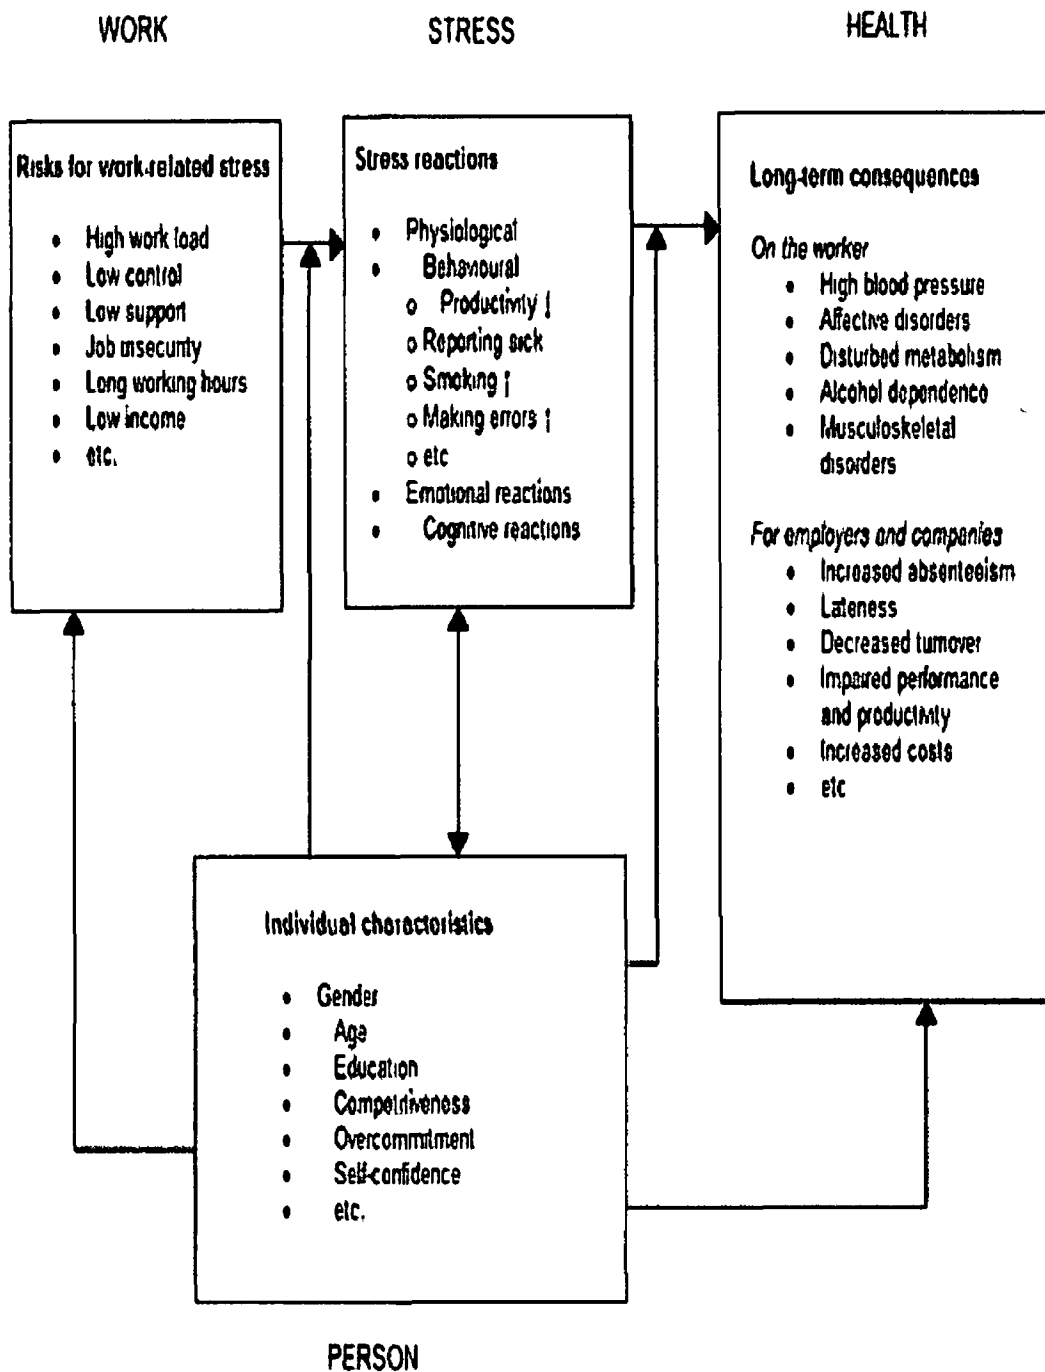 WORK
STRESS
HEALTH
Risks for work-related stress
• High work load
• Low control
• Low support
• Job insecurity
• Long working hours
• Low income
• etc.
Stress reactions
• Physiological
• Behavioural
o Productivity ↓
o Reporting sick
o Smoking ↑
o Making errors ↑
o etc
• Emotional reactions
• Cognitive reactions
Long-term consequences
On the worker
• High blood pressure
• Affective disorders
• Disturbed metabolism
• Alcohol dependence
• Musculoskeletal
disorders
For employers and companies
• Increased absenteeism
• Lateness
• Decreased turnover
• Impaired performance
and productivity
• Increased costs
• etc
Individual characteristics
• Gender
• Age
• Education
• Competitiveness
• Overcommitment
• Self-confidence
• etc.
PERSON